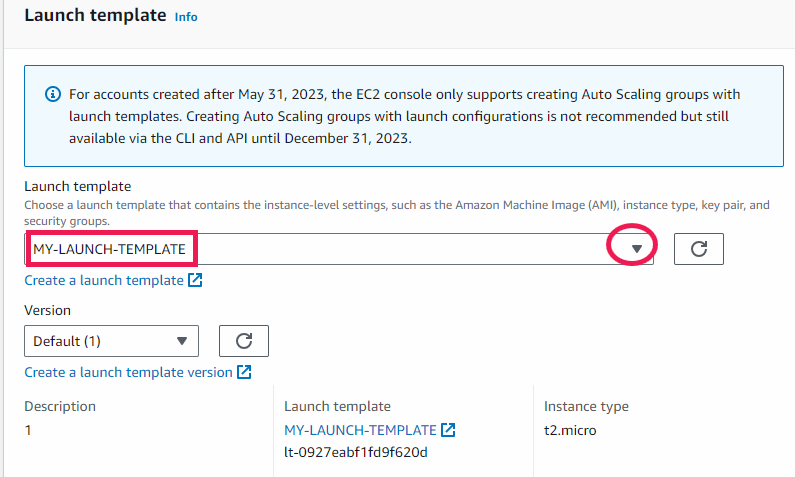 Launch template Info
For accounts created after May 31, 2023, the EC2 console only supports creating Auto Scaling groups with
launch templates. Creating Auto Scaling groups with launch configurations is not recommended but still
available via the CLI and API until December 31, 2023.
Launch template
Choose a launch template that contains the instance-level settings, such as the Amazon Machine Image (AMI), instance type, key pair, and
security groups.
MY-LAUNCH-TEMPLATE
Create a launch template
Version
Default (1)
Create a launch template version
Description
1
Launch template
MY-LAUNCH-TEMPLATE
lt-0927eabf1fd9f620d
Instance type
t2.micro